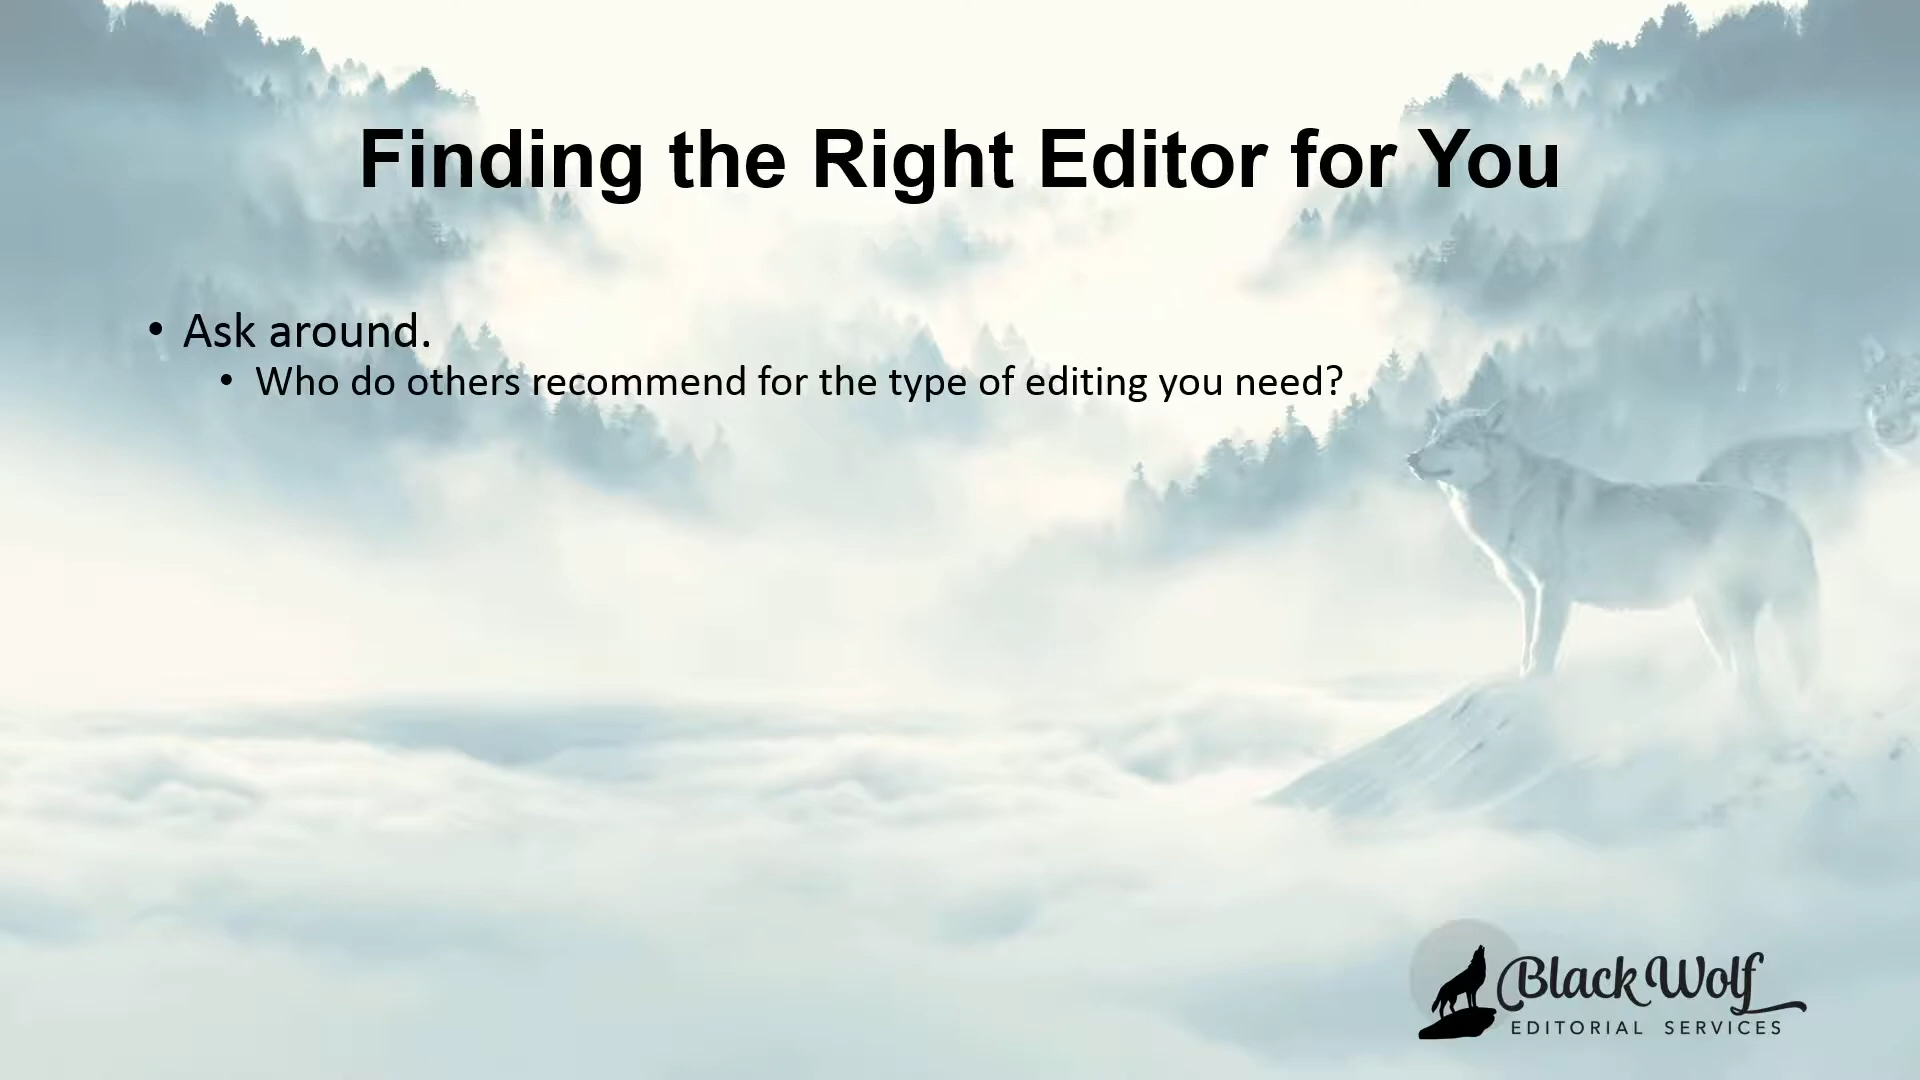 Finding the Right Editor for You
• Ask around.
• Who do others recommend for the type of editing you need?
Black Wolf
EDITORIAL SERVICES